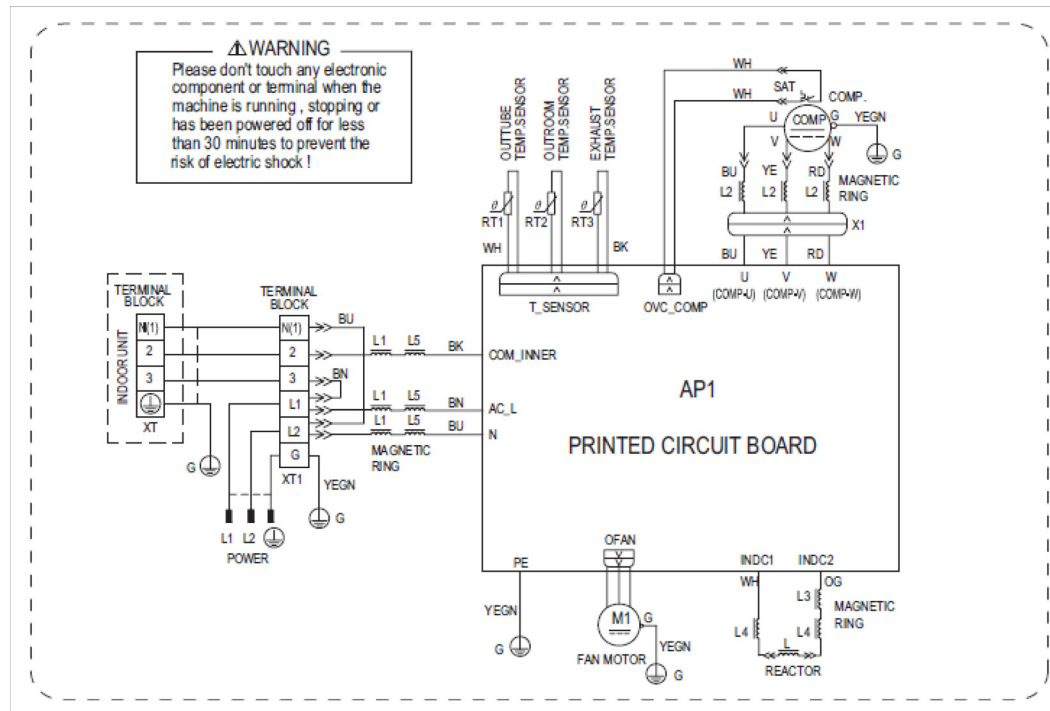 WARNING
Please don't touch any electronic
component or terminal when the
machine is running , stopping or
has been powered off for less
than 30 minutes to prevent the
risk of electric shock !
OUTTUBE
TEMP.SENSOR
OUTROOM
TEMP.SENSOR
EXHAUST
TEMP.SENSOR
θ RT1
θ RT2
θ RT3
WH
BK
T_SENSOR
WH
WH
SAT
COMP.
COMP
U
V
W
G
YEGN
G
BU
YE
RD
L2
L2
L2
MAGNETIC
RING
X1
BU
YE
RD
U
V
W
(COMP-U)
(COMP-V)
(COMP-W)
OVC_COMP
TERMINAL
BLOCK
INDOOR UNIT
N(1)
2
3
XT
G
TERMINAL
BLOCK
N(1)
2
3
L1
L2
G
XT1
BU
BN
YEGN
G
L1
L2
POWER
L1
L5
BK
COM_INNER
L1
L5
BN
AC_L
L1
L5
BU
N
MAGNETIC
RING
AP1
PRINTED CIRCUIT BOARD
PE
YEGN
G
OFAN
M1
G
YEGN
G
FAN MOTOR
INDC1
INDC2
WH
OG
L3
MAGNETIC
RING
L4
L4
L
REACTOR